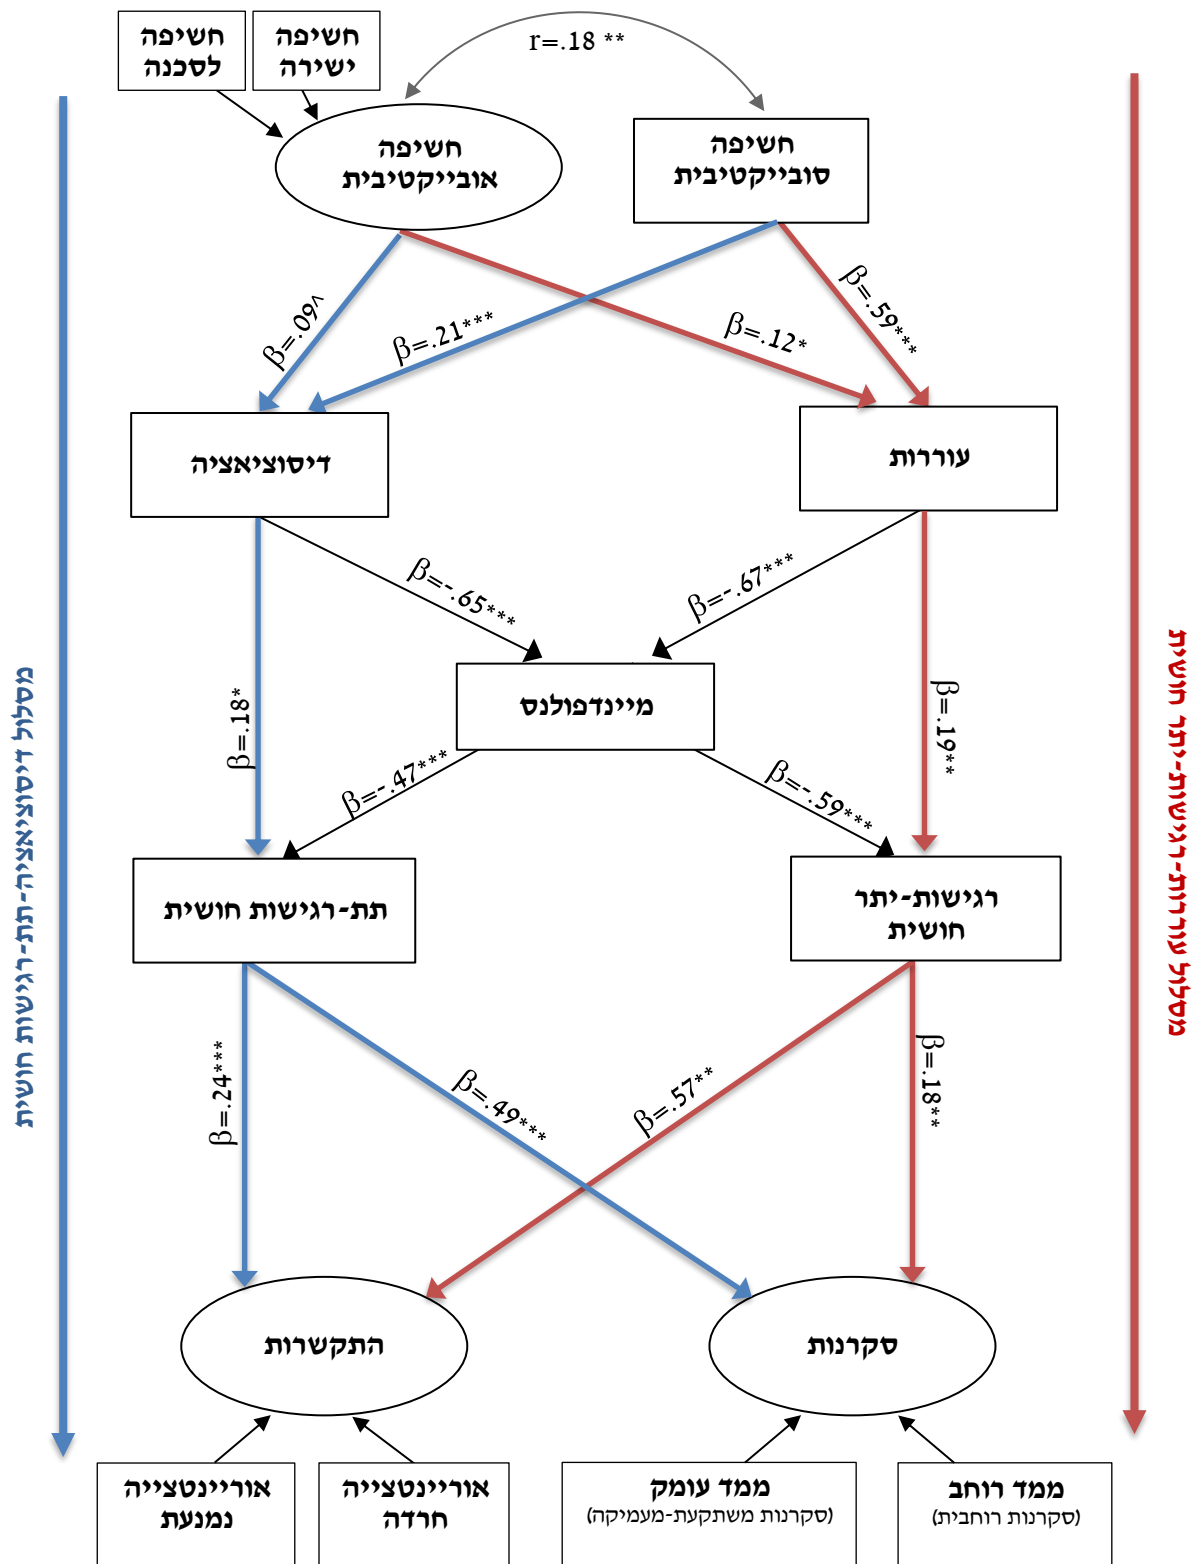 חשיפה
לסכנה
חשיפה
ישירה
r=.18 **
חשיפה
אובייקטיבית
חשיפה
סובייקטיבית
β=.09^
β=.21***
β=.12*
β=.59***
דיסוציאציה
עוררות
β=-.65***
β=-.67***
מיינדפולנס
β=.18*
β=.19**
β=-.47***
β=-.59***
תת-רגישות חושית
רגישות-יתר
חושית
β=.24***
β=.49***
β=.57**
β=.18**
התקשרות
סקרנות
אוריינטצייה
נמנעת
אוריינטצייה
חרדה
ממד עומק
(סקרנות משתקעת-מעמיקה)
ממד רוחב
(סקרנות רוחבית)
מסלול דיסוציאציה-תת-רגישות חושית
מסלול עוררות-רגישות-יתר חושית